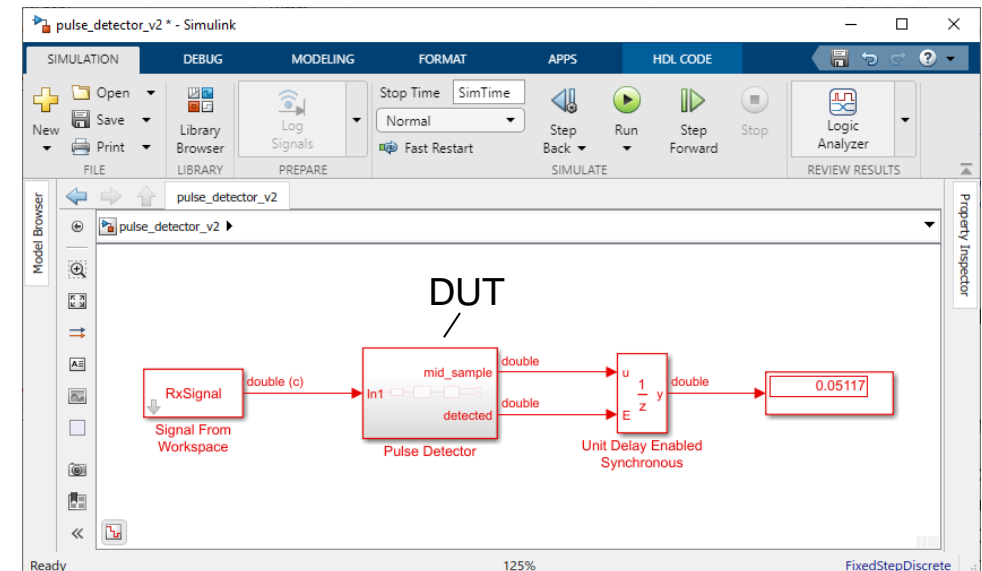 pulse_detector_v2 * - Simulink
SIMULATION DEBUG MODELING FORMAT APPS HDL CODE ?
New
Open
Save
Print
FILE
Library
Browser
LIBRARY
Log
Signals
PREPARE
Stop Time SimTime
Normal
Fast Restart
Step
Back
Run
Step
Forward
Stop
SIMULATE
Logic
Analyzer
REVIEW RESULTS
Model Browser
pulse_detector_v2
pulse_detector_v2
Property Inspector
DUT
RxSignal
Signal From
Workspace
double (c)
In1
mid_sample
detected
Pulse Detector
double
double
u
E
1
z
y
Unit Delay Enabled
Synchronous
double
0.05117
Ready 125% FixedStepDiscrete